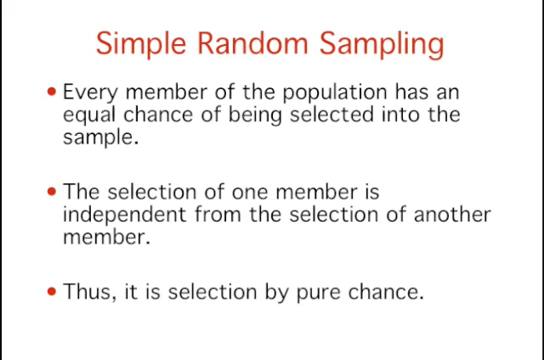 Simple Random Sampling
• Every member of the population has an
equal chance of being selected into the
sample.
• The selection of one member is
independent from the selection of another
member.
• Thus, it is selection by pure chance.